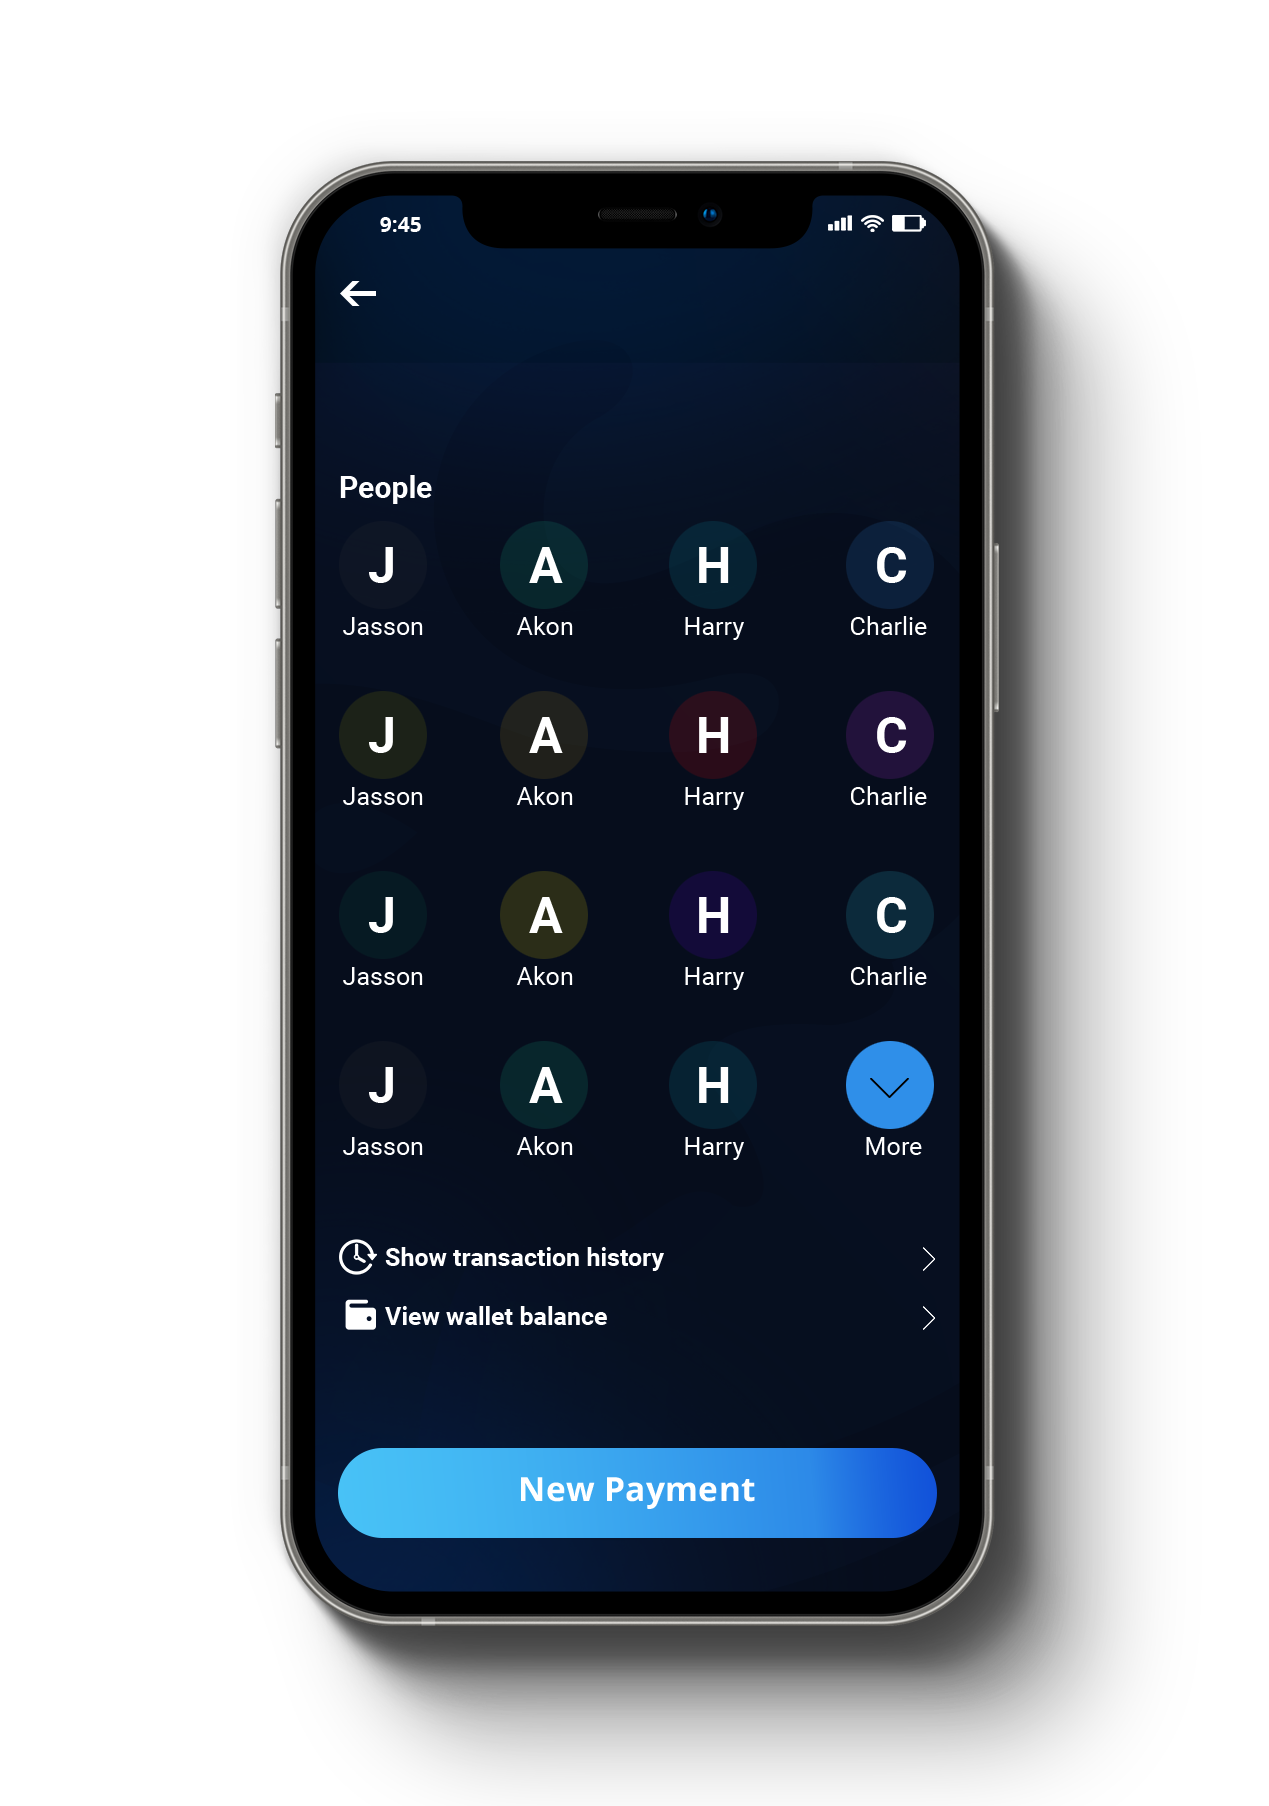 9:45
People
J A H C
Jasson Akon Harry Charlie
J A H C
Jasson Akon Harry Charlie
J A H C
Jasson Akon Harry Charlie
J A H
Jasson Akon Harry More
Show transaction history
View wallet balance
New Payment